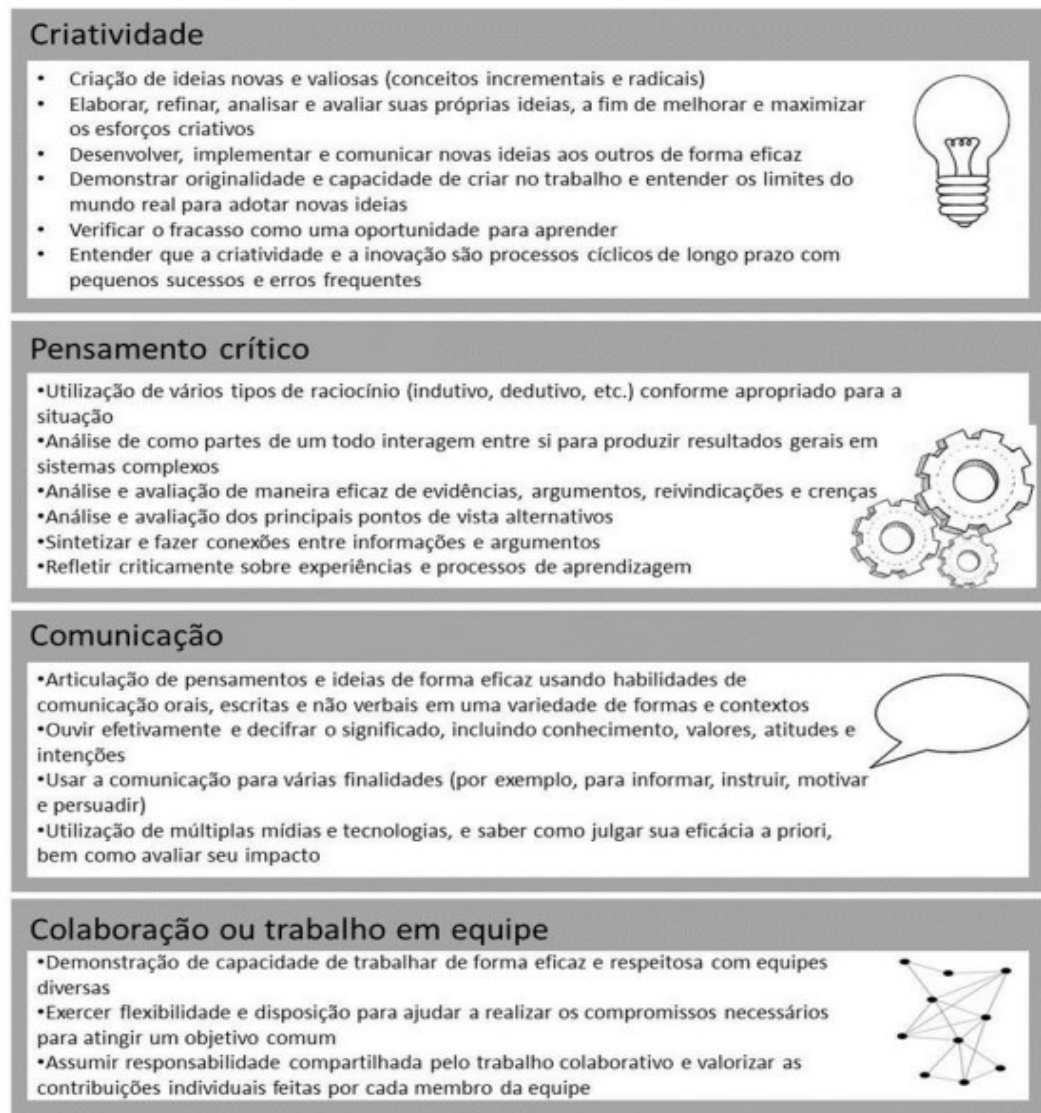 Criatividade
• Criação de ideias novas e valiosas (conceitos incrementais e radicais)
• Elaborar, refinar, analisar e avaliar suas próprias ideias, a fim de melhorar e maximizar
os esforços criativos
• Desenvolver, implementar e comunicar novas ideias aos outros de forma eficaz
• Demonstrar originalidade e capacidade de criar no trabalho e entender os limites do
mundo real para adotar novas ideias
• Verificar o fracasso como uma oportunidade para aprender
• Entender que a criatividade e a inovação são processos cíclicos de longo prazo com
pequenos sucessos e erros frequentes
Pensamento crítico
•Utilização de vários tipos de raciocínio (indutivo, dedutivo, etc.) conforme apropriado para a
situação
•Análise de como partes de um todo interagem entre si para produzir resultados gerais em
sistemas complexos
•Análise e avaliação de maneira eficaz de evidências, argumentos, reivindicações e crenças
•Análise e avaliação dos principais pontos de vista alternativos
•Sintetizar e fazer conexões entre informações e argumentos
•Refletir criticamente sobre experiências e processos de aprendizagem
Comunicação
•Articulação de pensamentos e ideias de forma eficaz usando habilidades de
comunicação orais, escritas e não verbais em uma variedade de formas e contextos
•Ouvir efetivamente e decifrar o significado, incluindo conhecimento, valores, atitudes e
intenções
•Usar a comunicação para várias finalidades (por exemplo, para informar, instruir, motivar
e persuadir)
•Utilização de múltiplas mídias e tecnologias, e saber como julgar sua eficácia a priori,
bem como avaliar seu impacto
Colaboração ou trabalho em equipe
•Demonstração de capacidade de trabalhar de forma eficaz e respeitosa com equipes
diversas
•Exercer flexibilidade e disposição para ajudar a realizar os compromissos necessários
para atingir um objetivo comum
•Assumir responsabilidade compartilhada pelo trabalho colaborativo e valorizar as
contribuições individuais feitas por cada membro da equipe